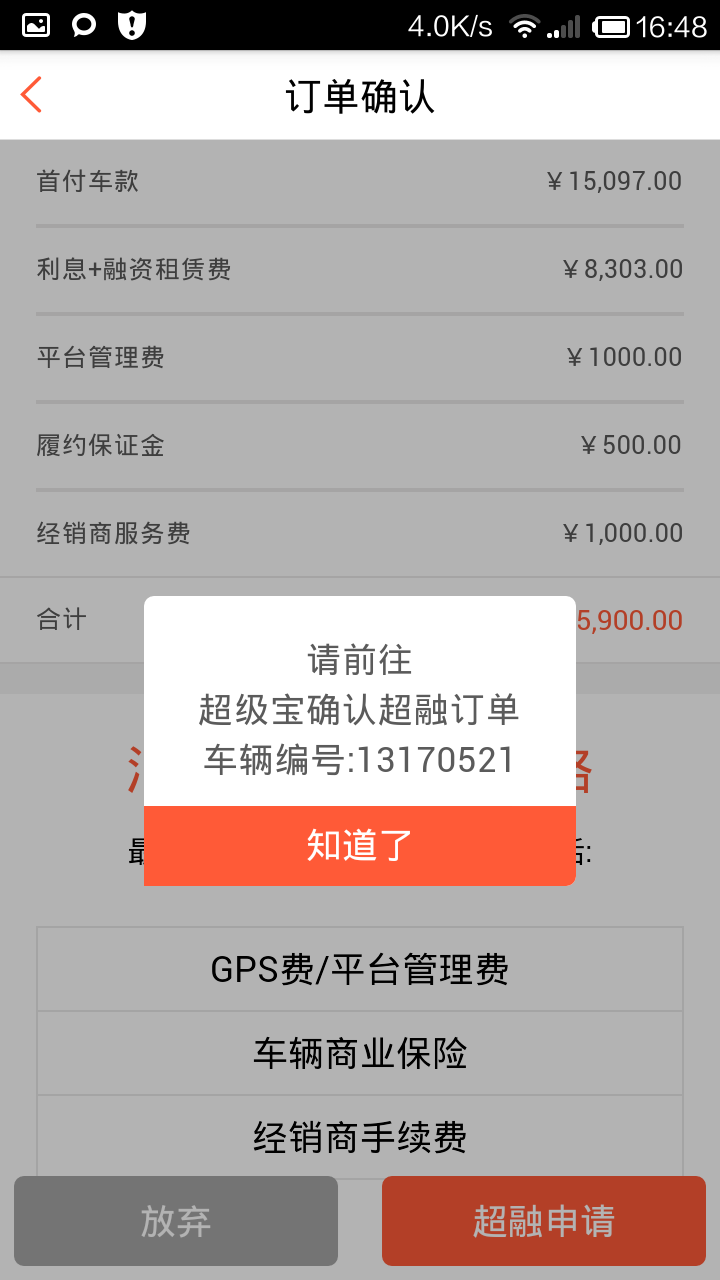 4.0K/s 16:48
订单确认
首付车款 ¥15,097.00
利息+融资租赁费 ¥8,303.00
平台管理费 ¥1000.00
履约保证金 ¥500.00
经销商服务费 ¥1,000.00
合计 5,900.00
请前往
超级宝确认超融订单
车辆编号:13170521
知道了
最
:
GPS费/平台管理费
车辆商业保险
经销商手续费
放弃 超融申请